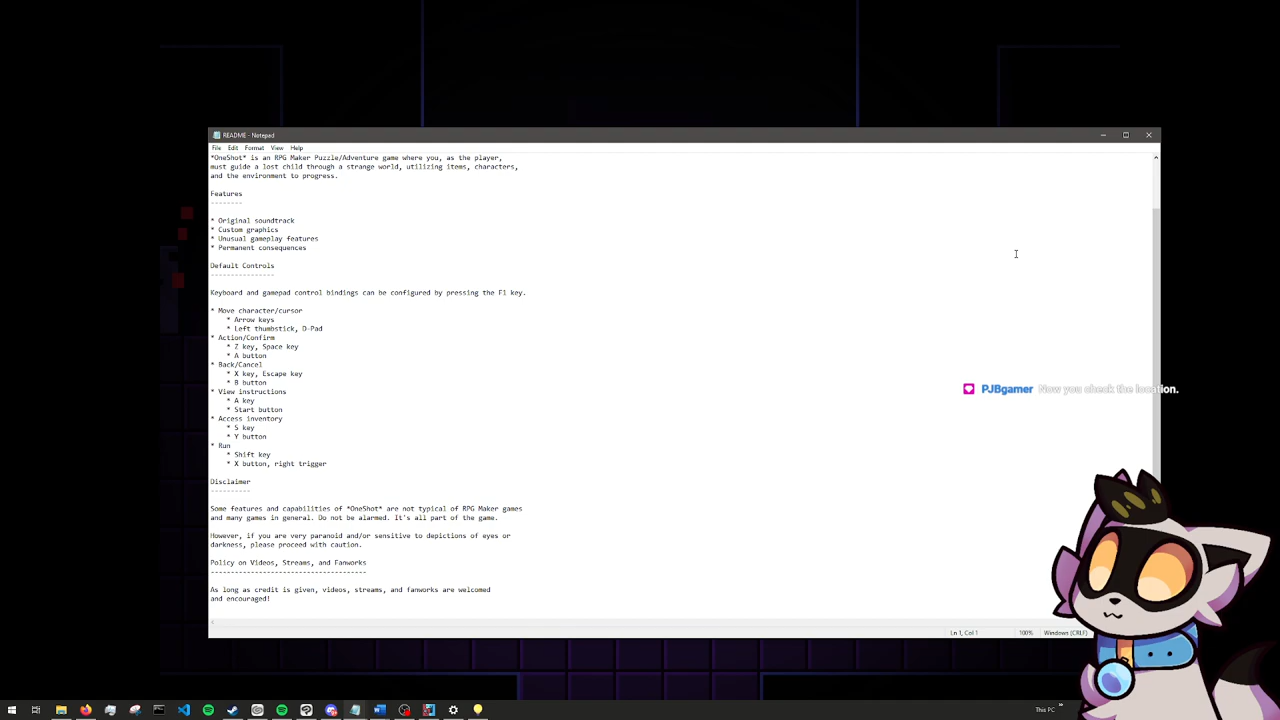 README - Notepad
File Edit Format View Help
*OneShot* is an RPG Maker Puzzle/Adventure game where you, as the player,
must guide a lost child through a strange world, utilizing items, characters,
and the environment to progress.
Features
--------
* Original soundtrack
* Custom graphics
* Unusual gameplay features
* Permanent consequences
Default Controls
----------------
Keyboard and gamepad control bindings can be configured by pressing the F1 key.
* Move character/cursor
* Arrow keys
* Left thumbstick, D-Pad
* Action/Confirm
* Z key, Space key
* A button
* Back/Cancel
* X key, Escape key
* B button
* View instructions
* A key
* Start button
* Access inventory
* S key
* Y button
* Run
* Shift key
* X button, right trigger
Disclaimer
----------
Some features and capabilities of *OneShot* are not typical of RPG Maker games
and many games in general. Do not be alarmed. It's all part of the game.
However, if you are very paranoid and/or sensitive to depictions of eyes or
darkness, please proceed with caution.
Policy on Videos, Streams, and Fanworks
---------------------------------------
As long as credit is given, videos, streams, and fanworks are welcomed
and encouraged!
PJBgamer Now you check the location.
Ln 1, Col 1 100% Windows (CRLF)
This PC